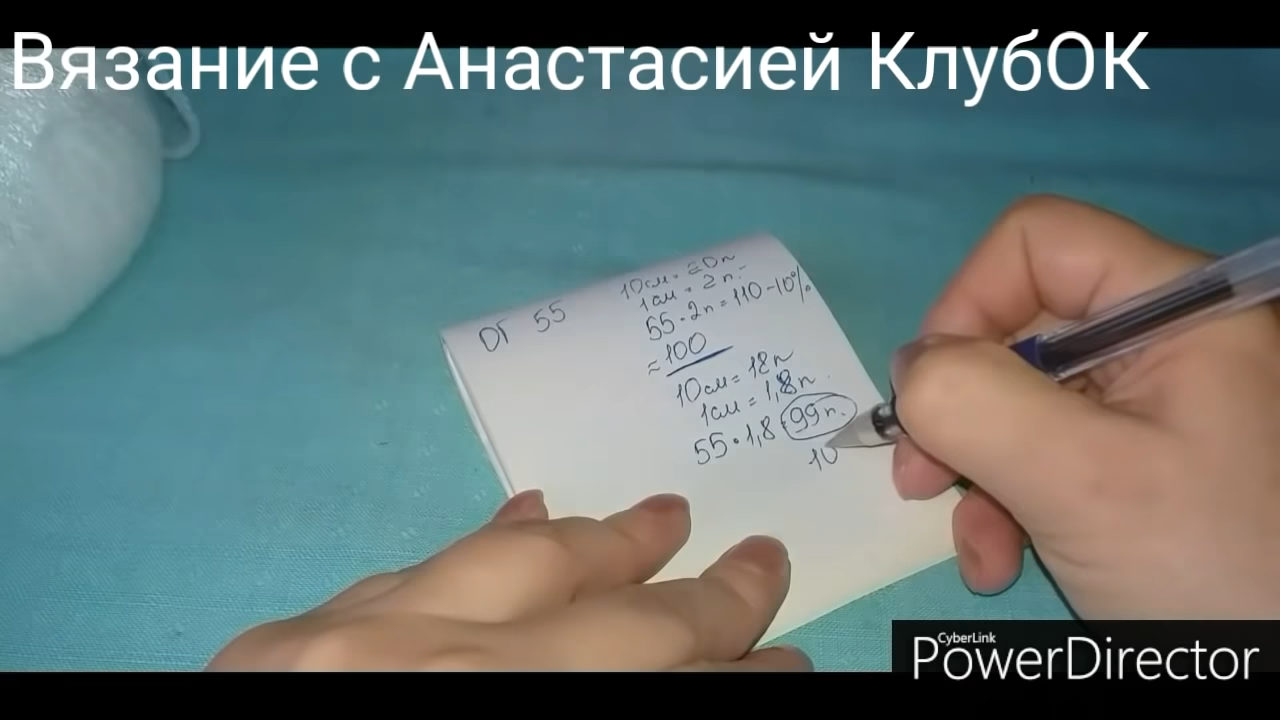 Вязание с Анастасией КлубОК
ОГ 55
10см = 20п
1см = 2п.
55 · 2п = 110 - 10%
≈ 100
10см = 18п
1см = 1,8п.
55 · 1,8 = 99п.
10
CyberLink
PowerDirector